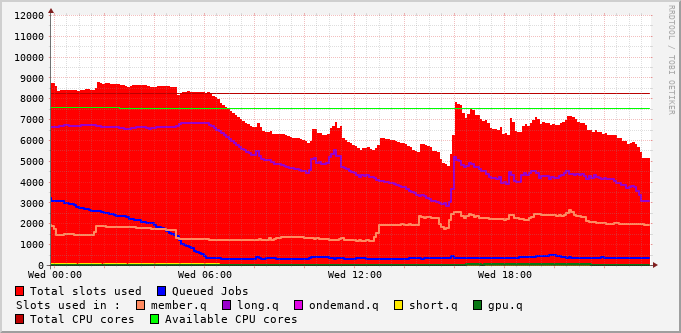 12000
11000
10000
9000
8000
7000
6000
5000
4000
3000
2000
1000
0
Wed 00:00 Wed 06:00 Wed 12:00 Wed 18:00
Total slots used Queued Jobs
Slots used in : member.q long.q ondemand.q short.q gpu.q
Total CPU cores Available CPU cores
RRDTOOL / TOBI OETIKER